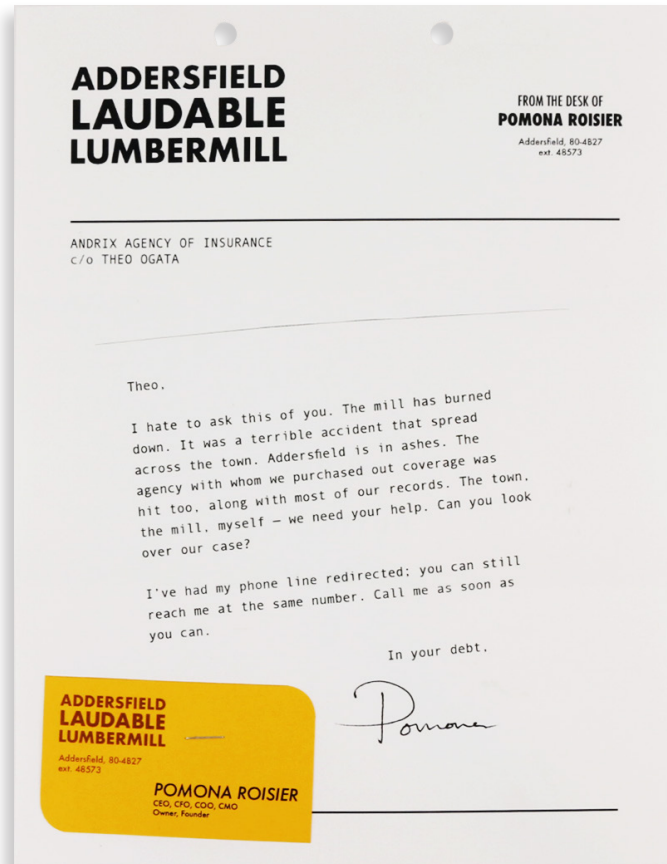 ADDERSFIELD
LAUDABLE
LUMBERMILL
FROM THE DESK OF
POMONA ROISIER
Addersfield, 80-4B27
ext. 48573
ANDRIX AGENCY OF INSURANCE
c/o THEO OGATA
Theo,
I hate to ask this of you. The mill has burned
down. It was a terrible accident that spread
across the town. Addersfield is in ashes. The
agency with whom we purchased out coverage was
hit too, along with most of our records. The town,
the mill, myself — we need your help. Can you look
over our case?
I've had my phone line redirected; you can still
reach me at the same number. Call me as soon as
you can.
In your debt,
Pomona
ADDERSFIELD
LAUDABLE
LUMBERMILL
Addersfield, 80-4B27
ext. 48573
POMONA ROISIER
CEO, CFO, COO, CMO
Owner, Founder